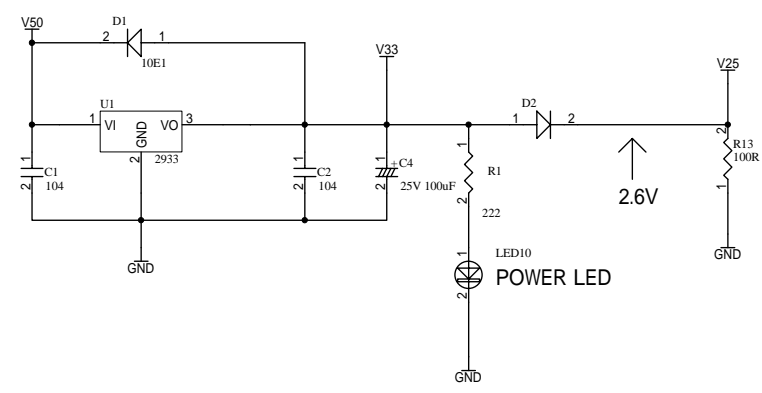 V50
D1
2
1
10E1
V33
V25
U1
1
VI
GND
VO
3
2
2933
D2
1
2
2
R13
100R
1
1
C1
2
104
1
C2
2
104
1
+
C4
2
25V 100uF
1
R1
2
222
2.6V
GND
GND
LED10
1
POWER LED
2
GND